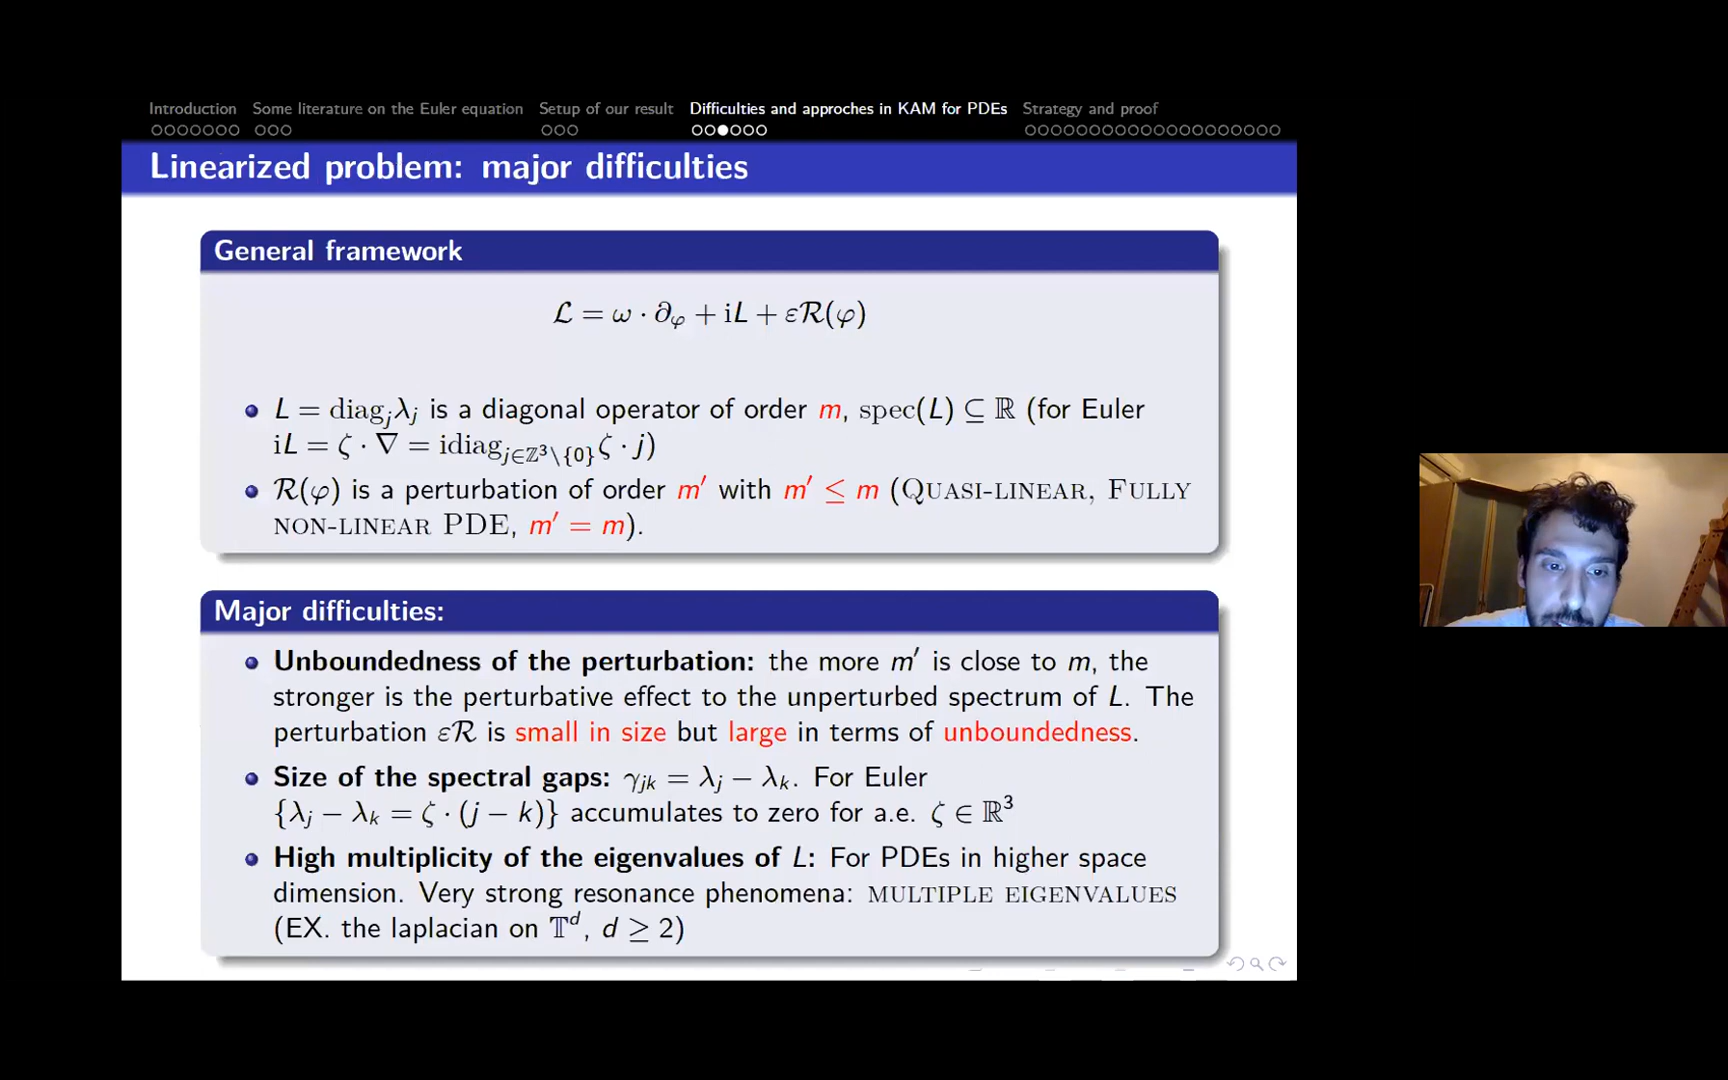 Introduction Some literature on the Euler equation Setup of our result Difficulties and approches in KAM for PDEs Strategy and proof
Linearized problem: major difficulties
General framework
ℒ = ω · ∂_φ + iL + εℛ(φ)
L = diag_j λ_j is a diagonal operator of order m, spec(L) ⊆ ℝ (for Euler
iL = ζ · ∇ = idiag_{j∈ℤ³\{0}} ζ · j)
ℛ(φ) is a perturbation of order m′ with m′ ≤ m (Quasi-linear, Fully
non-linear PDE, m′ = m).
Major difficulties:
Unboundedness of the perturbation: the more m′ is close to m, the
stronger is the perturbative effect to the unperturbed spectrum of L. The
perturbation εℛ is small in size but large in terms of unboundedness.
Size of the spectral gaps: γ_{jk} = λ_j − λ_k. For Euler
{λ_j − λ_k = ζ · (j − k)} accumulates to zero for a.e. ζ ∈ ℝ³
High multiplicity of the eigenvalues of L: For PDEs in higher space
dimension. Very strong resonance phenomena: multiple eigenvalues
(EX. the laplacian on 𝕋^d, d ≥ 2)